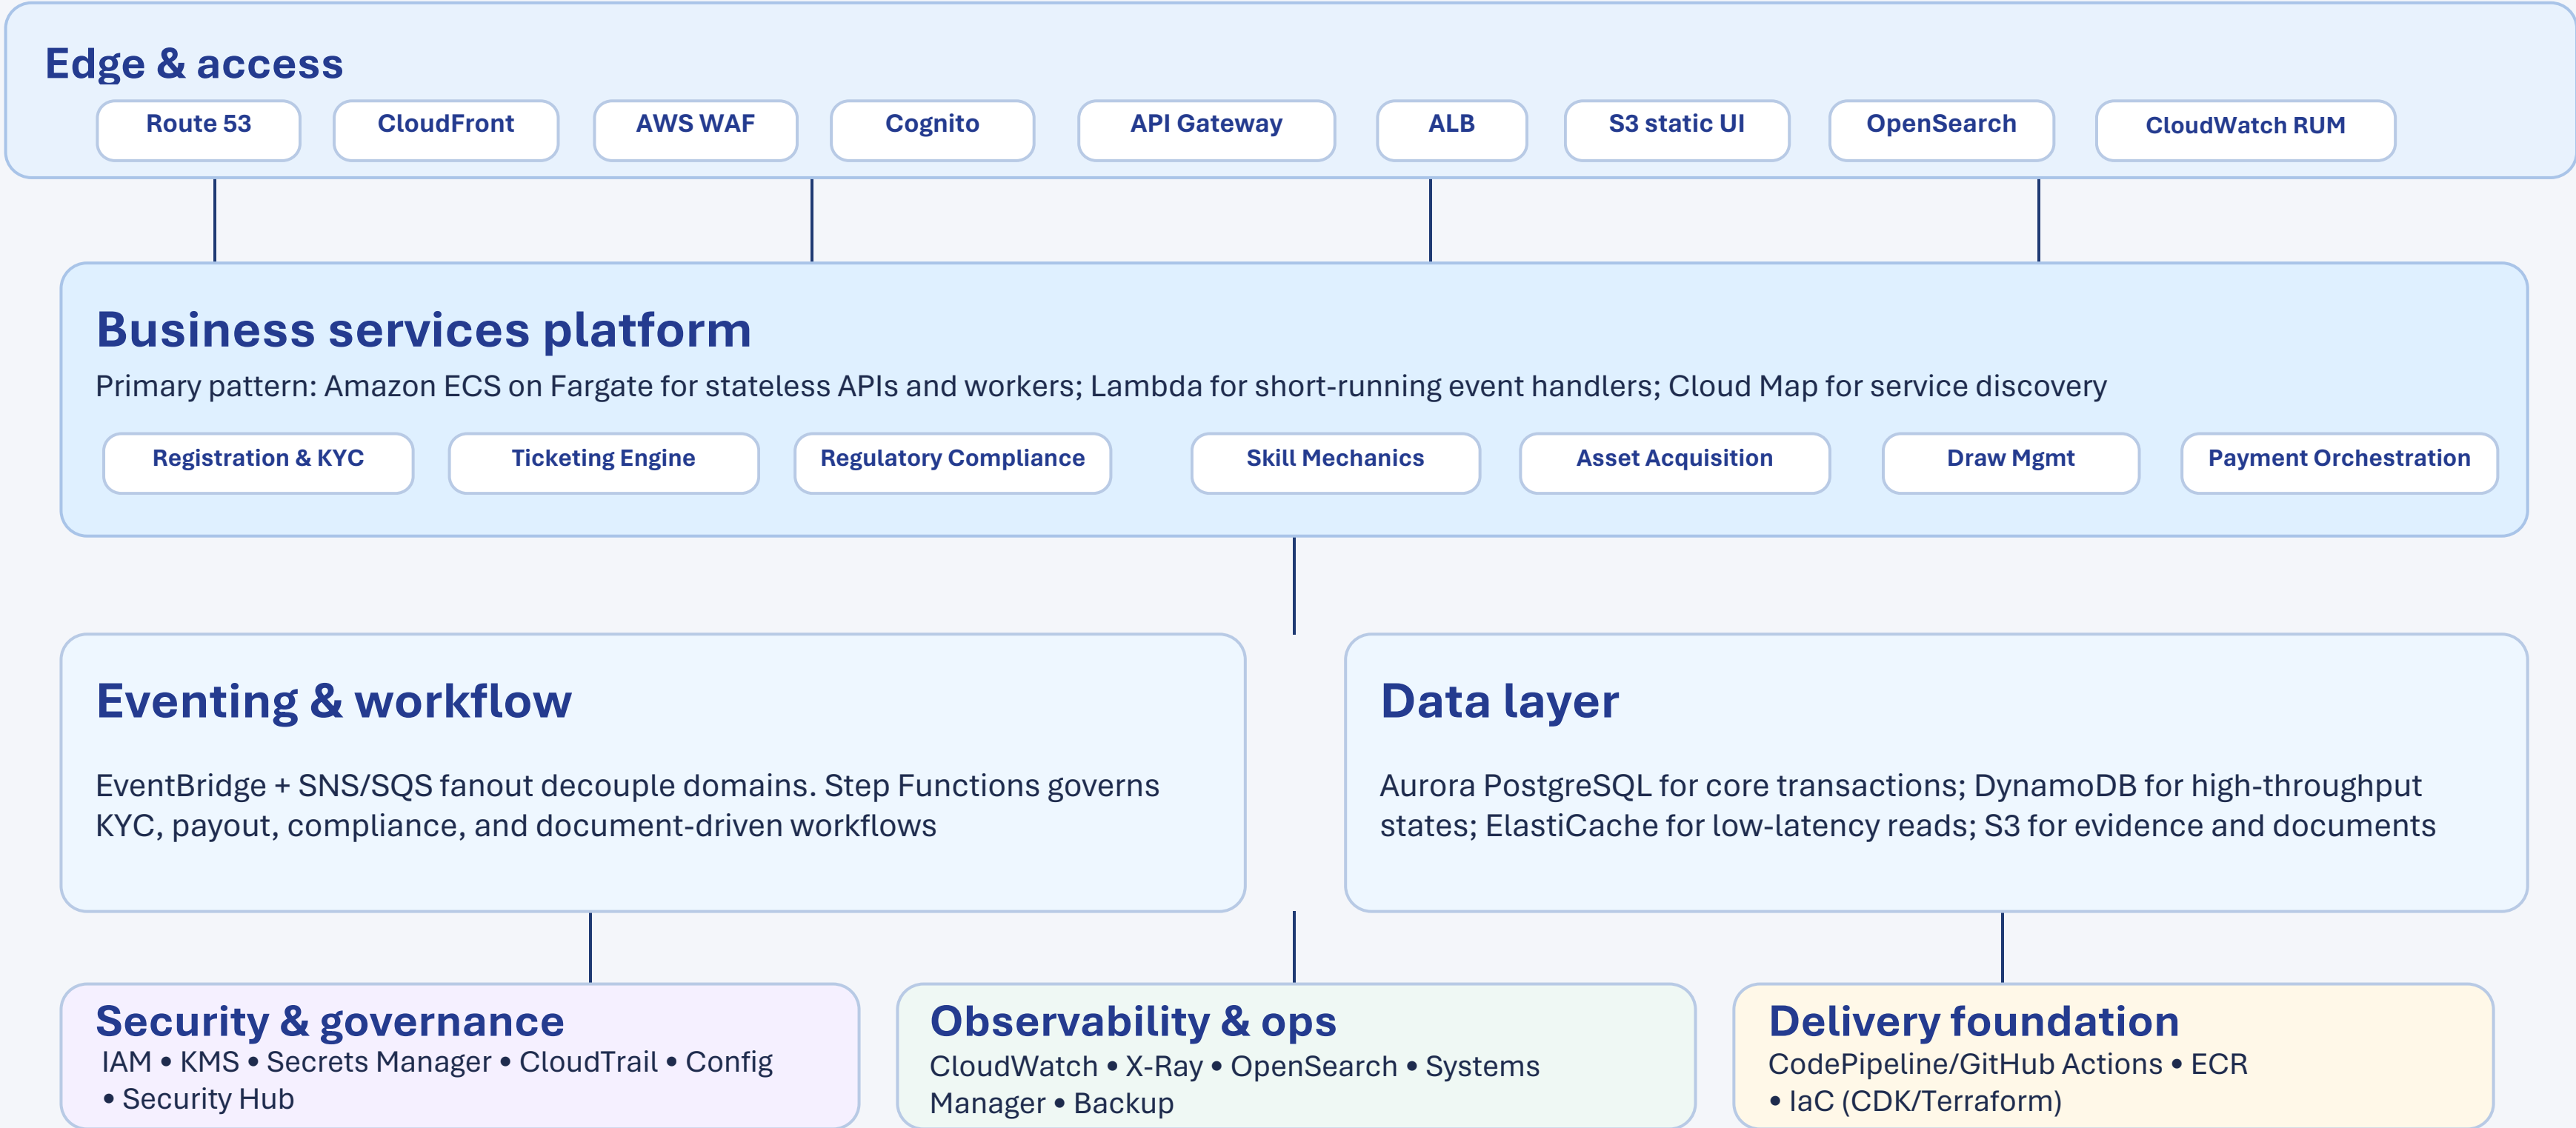 Edge & access
Route 53
CloudFront
AWS WAF
Cognito
API Gateway
ALB
S3 static UI
OpenSearch
CloudWatch RUM
Business services platform
Primary pattern: Amazon ECS on Fargate for stateless APIs and workers; Lambda for short-running event handlers; Cloud Map for service discovery
Registration & KYC
Ticketing Engine
Regulatory Compliance
Skill Mechanics
Asset Acquisition
Draw Mgmt
Payment Orchestration
Eventing & workflow
EventBridge + SNS/SQS fanout decouple domains. Step Functions governs
KYC, payout, compliance, and document-driven workflows
Data layer
Aurora PostgreSQL for core transactions; DynamoDB for high-throughput
states; ElastiCache for low-latency reads; S3 for evidence and documents
Security & governance
IAM • KMS • Secrets Manager • CloudTrail • Config
• Security Hub
Observability & ops
CloudWatch • X-Ray • OpenSearch • Systems
Manager • Backup
Delivery foundation
CodePipeline/GitHub Actions • ECR
• IaC (CDK/Terraform)